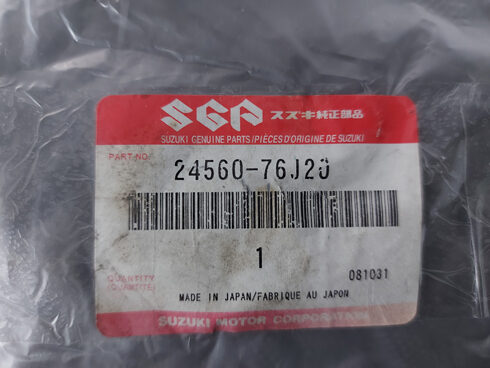 SGP スズキ純正部品
SUZUKI GENUINE PARTS/PIÈCES D'ORIGINE DE SUZUKI
PART NO.
24560-76J20
1
QUANTITY
(QUANTITÉ)
081031
MADE IN JAPAN/FABRIQUE AU JAPON
SUZUKI MOTOR CORPORATION